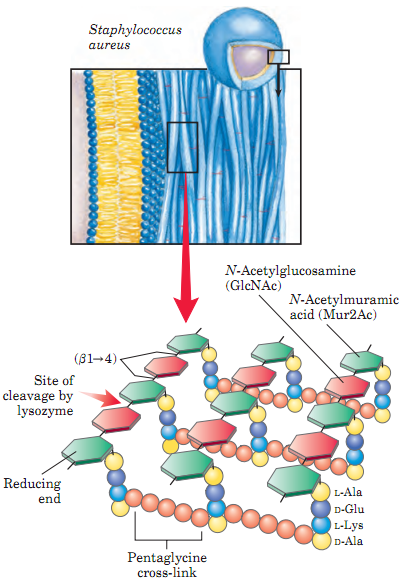 Staphylococcus
aureus
N-Acetylglucosamine
(GlcNAc)
N-Acetylmuramic
acid (Mur2Ac)
(β1→4)
Site of
cleavage by
lysozyme
Reducing
end
L-Ala
D-Glu
L-Lys
D-Ala
Pentaglycine
cross-link